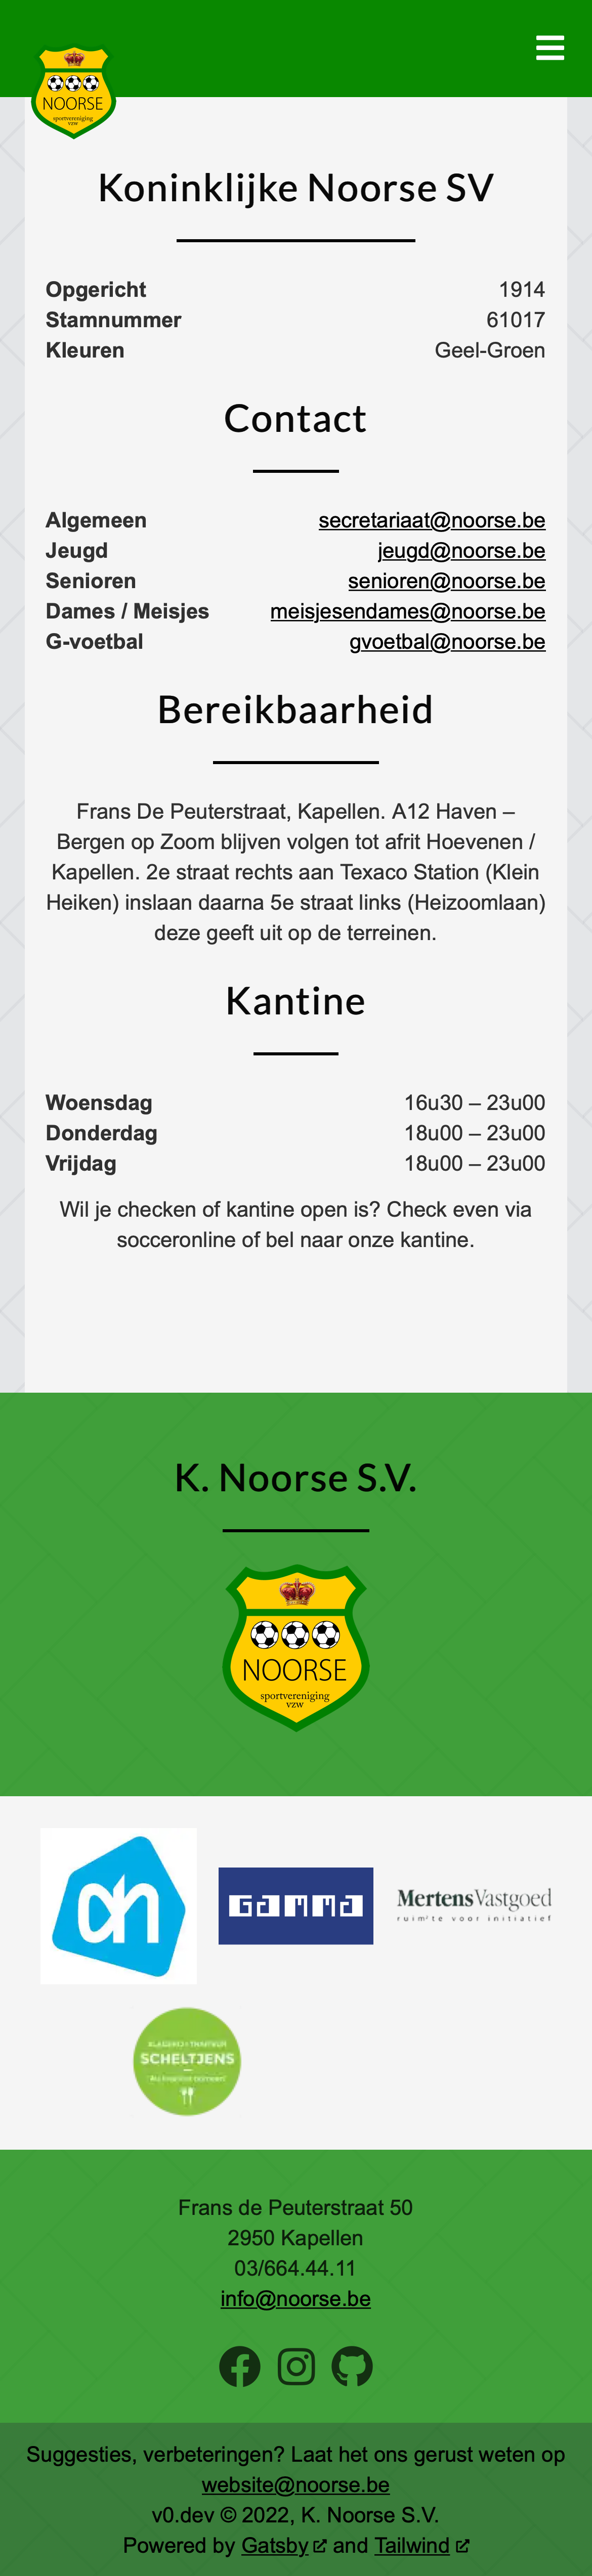 NOORSE
sportvereniging
vzw
Koninklijke Noorse SV
Opgericht 1914
Stamnummer 61017
Kleuren Geel-Groen
Contact
Algemeen secretariaat@noorse.be
Jeugd jeugd@noorse.be
Senioren senioren@noorse.be
Dames / Meisjes meisjesendames@noorse.be
G-voetbal gvoetbal@noorse.be
Bereikbaarheid
Frans De Peuterstraat, Kapellen. A12 Haven –
Bergen op Zoom blijven volgen tot afrit Hoevenen /
Kapellen. 2e straat rechts aan Texaco Station (Klein
Heiken) inslaan daarna 5e straat links (Heizoomlaan)
deze geeft uit op de terreinen.
Kantine
Woensdag 16u30 – 23u00
Donderdag 18u00 – 23u00
Vrijdag 18u00 – 23u00
Wil je checken of kantine open is? Check even via
socceronline of bel naar onze kantine.
K. Noorse S.V.
NOORSE
sportvereniging
vzw
ah
GAMMA
MertensVastgoed
ruimte voor initiatief
SCHELTJENS
Frans de Peuterstraat 50
2950 Kapellen
03/664.44.11
info@noorse.be
Suggesties, verbeteringen? Laat het ons gerust weten op
website@noorse.be
v0.dev © 2022, K. Noorse S.V.
Powered by Gatsby and Tailwind